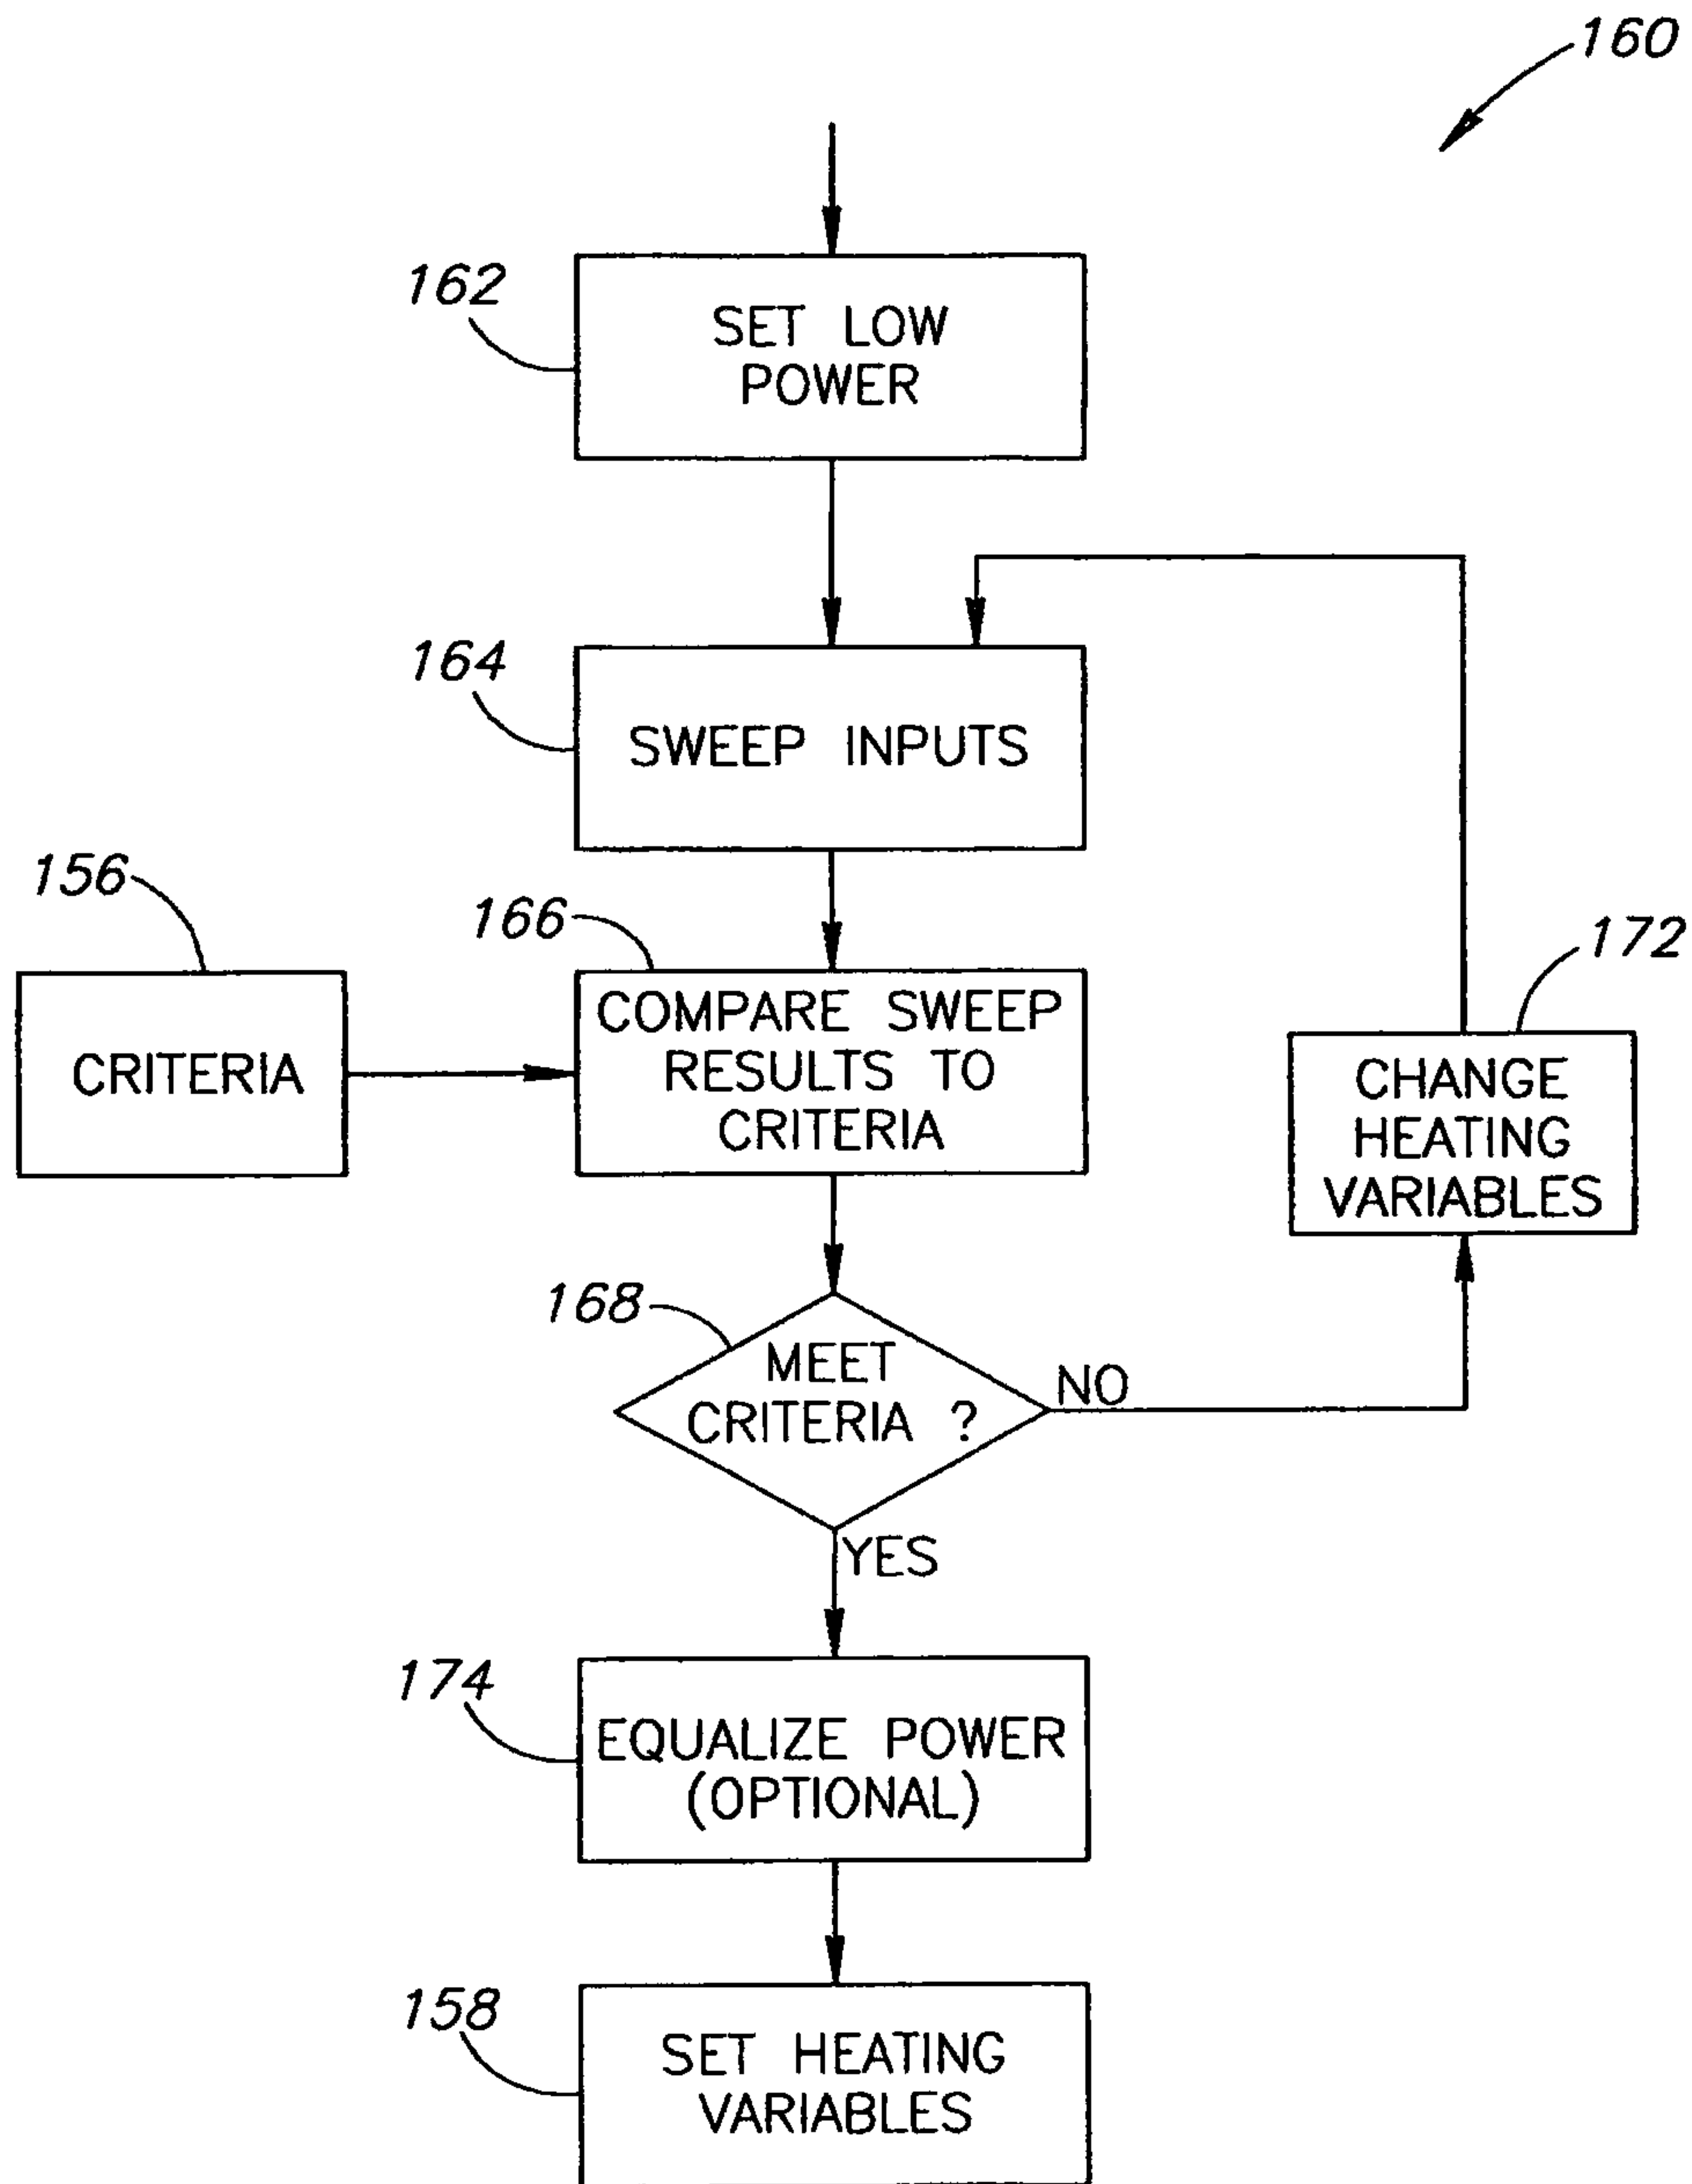 160
162
SET LOW
POWER
164
SWEEP INPUTS
156
CRITERIA
166
COMPARE SWEEP
RESULTS TO
CRITERIA
172
CHANGE
HEATING
VARIABLES
168
MEET
CRITERIA ?
NO
YES
174
EQUALIZE POWER
(OPTIONAL)
158
SET HEATING
VARIABLES